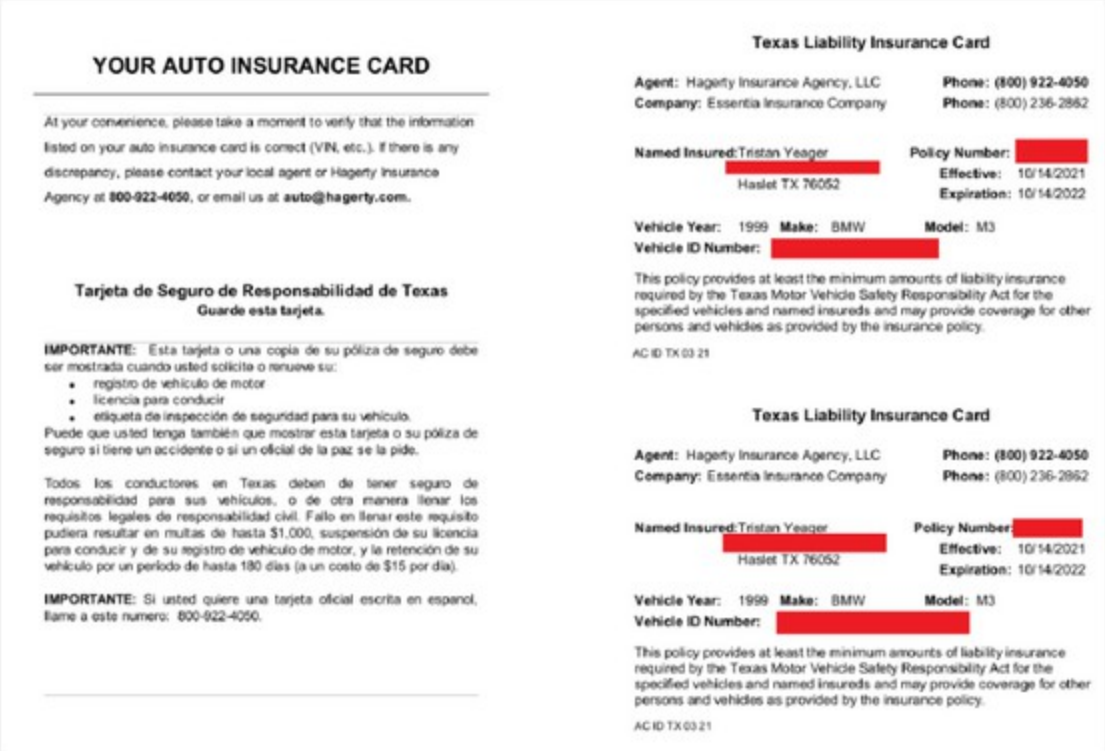 YOUR AUTO INSURANCE CARD
At your convenience, please take a moment to verify that the information
listed on your auto insurance card is correct (VIN, etc.). If there is any
discrepancy, please contact your local agent or Hagerty Insurance
Agency at 800-922-4050, or email us at auto@hagerty.com.
Tarjeta de Seguro de Responsabilidad de Texas
Guarde esta tarjeta.
IMPORTANTE: Esta tarjeta o una copia de su póliza de seguro debe
ser mostrada cuando usted solicite o renueve su:
• registro de vehículo de motor
• licencia para conducir
• etiqueta de inspección de seguridad para su vehículo.
Puede que usted tenga también que mostrar esta tarjeta o su póliza de
seguro si tiene un accidente o si un oficial de la paz se la pide.
Todos los conductores en Texas deben de tener seguro de
responsabilidad para sus vehículos, o de otra manera llenar los
requisitos legales de responsabilidad civil. Fallo en llenar este requisito
pudiera resultar en multas de hasta $1,000, suspensión de su licencia
para conducir y de su registro de vehículo de motor, y la retención de su
vehículo por un período de hasta 180 días (a un costo de $15 por día).
IMPORTANTE: Si usted quiere una tarjeta oficial escrita en espanol,
llame a este numero: 800-922-4050.
Texas Liability Insurance Card
Agent: Hagerty Insurance Agency, LLC Phone: (800) 922-4050
Company: Essentia Insurance Company Phone: (800) 236-2862
Named Insured:Tristan Yeager Policy Number:
Effective: 10/14/2021
Haslet TX 76052
Expiration: 10/14/2022
Vehicle Year: 1999 Make: BMW Model: M3
Vehicle ID Number:
This policy provides at least the minimum amounts of liability insurance
required by the Texas Motor Vehicle Safety Responsibility Act for the
specified vehicles and named insureds and may provide coverage for other
persons and vehicles as provided by the insurance policy.
AC ID TX 03 21
Texas Liability Insurance Card
Agent: Hagerty Insurance Agency, LLC Phone: (800) 922-4050
Company: Essentia Insurance Company Phone: (800) 236-2862
Named Insured:Tristan Yeager Policy Number:
Effective: 10/14/2021
Haslet TX 76052
Expiration: 10/14/2022
Vehicle Year: 1999 Make: BMW Model: M3
Vehicle ID Number:
This policy provides at least the minimum amounts of liability insurance
required by the Texas Motor Vehicle Safety Responsibility Act for the
specified vehicles and named insureds and may provide coverage for other
persons and vehicles as provided by the insurance policy.
AC ID TX 03 21